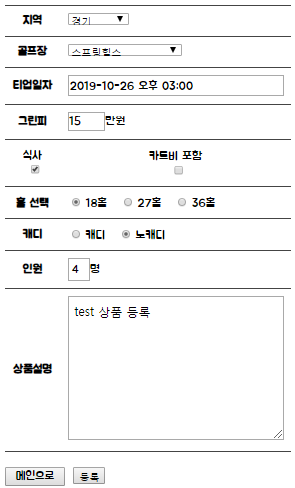 지역 경기
골프장 스프링힐스
티업일자 2019-10-26 오후 03:00
그린피 15 만원
식사 카트비 포함
홀 선택 18홀 27홀 36홀
캐디 캐디 노캐디
인원 4 명
상품설명 test 상품 등록
메인으로 등록